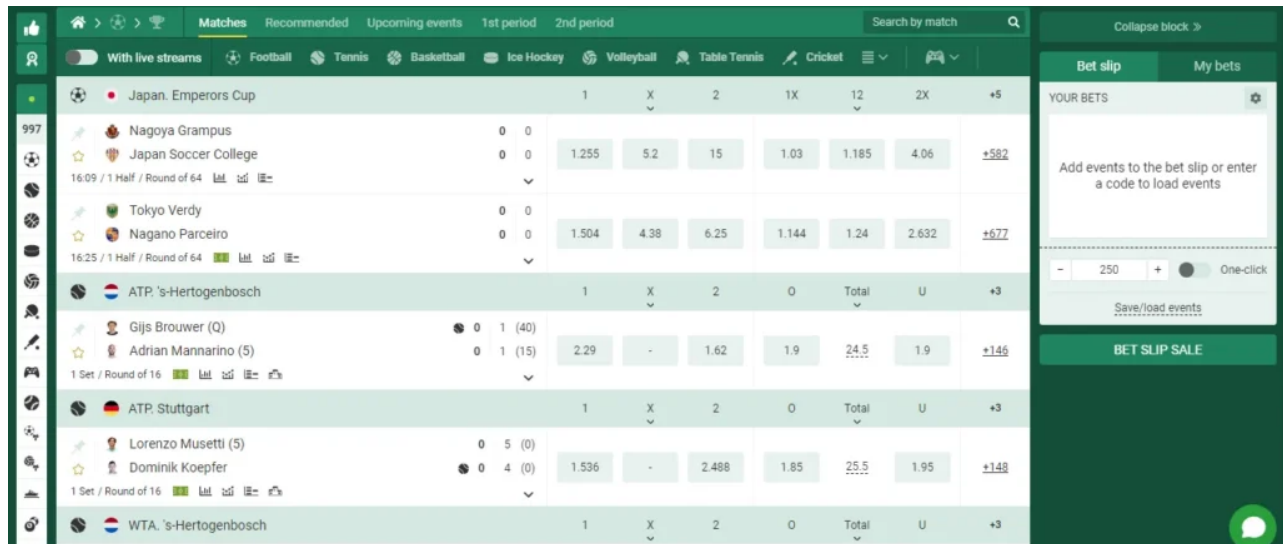 Matches Recommended Upcoming events 1st period 2nd period Search by match
With live streams Football Tennis Basketball Ice Hockey Volleyball Table Tennis Cricket
997
Japan. Emperors Cup 1 X 2 1X 12 2X +5
Nagoya Grampus 0 0
Japan Soccer College 0 0
1.255 5.2 15 1.03 1.185 4.06 +582
16:09 / 1 Half / Round of 64
Tokyo Verdy 0 0
Nagano Parceiro 0 0
1.504 4.38 6.25 1.144 1.24 2.632 +677
16:25 / 1 Half / Round of 64
ATP. 's-Hertogenbosch 1 X 2 O Total U +3
Gijs Brouwer (Q) 0 1 (40)
Adrian Mannarino (5) 0 1 (15)
2.29 - 1.62 1.9 24.5 1.9 +146
1 Set / Round of 16
ATP. Stuttgart 1 X 2 O Total U +3
Lorenzo Musetti (5) 0 5 (0)
Dominik Koepfer 0 4 (0)
1.536 - 2.488 1.85 25.5 1.95 +148
1 Set / Round of 16
WTA. 's-Hertogenbosch 1 X 2 O Total U +3
Collapse block »
Bet slip My bets
YOUR BETS
Add events to the bet slip or enter
a code to load events
- 250 + One-click
Save/load events
BET SLIP SALE